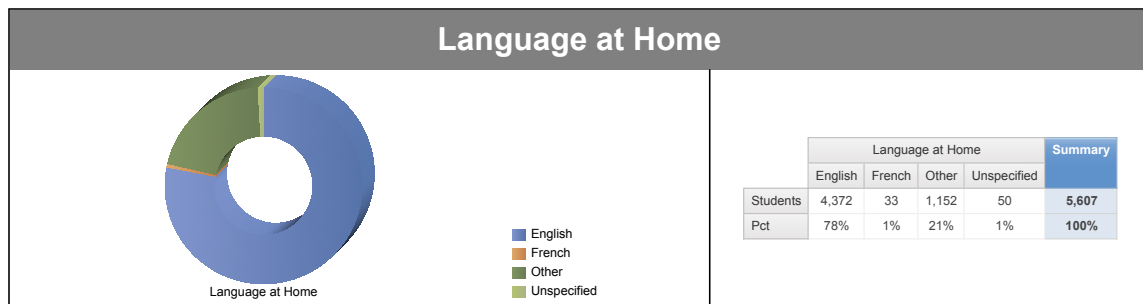 Language at Home
Language at Home
English
French
Other
Unspecified
Language at Home Summary
English French Other Unspecified
Students 4,372 33 1,152 50 5,607
Pct 78% 1% 21% 1% 100%